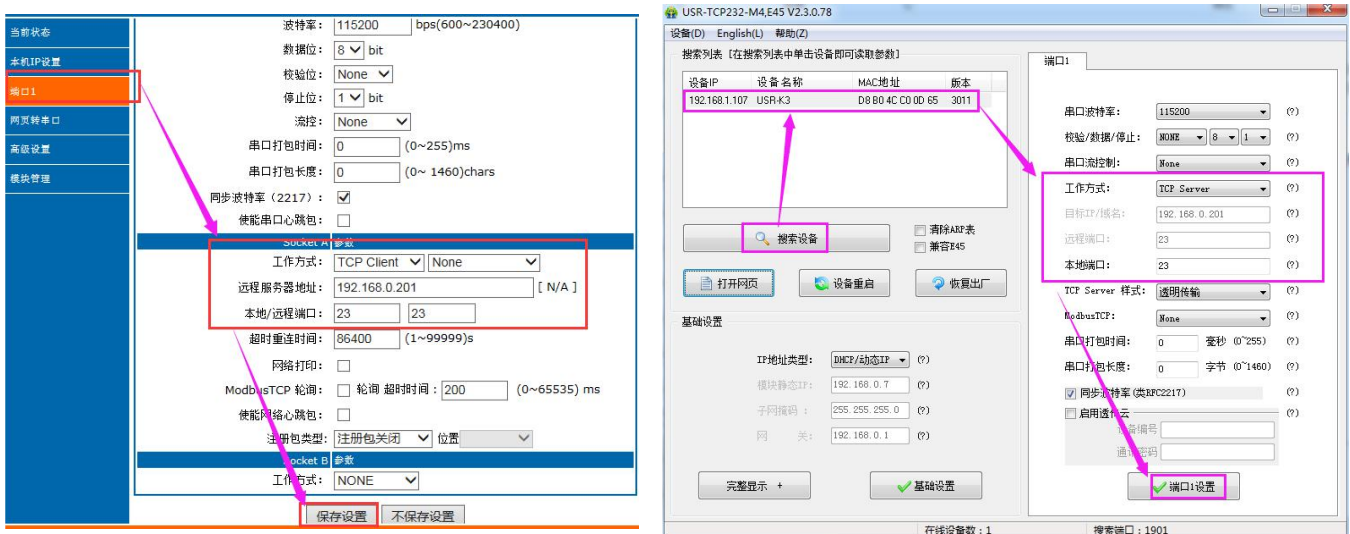 当前状态
本机IP设置
端口1
网页转串口
高级设置
模块管理
波特率: 115200 bps(600~230400)
数据位: 8 bit
校验位: None
停止位: 1 bit
流控: None
串口打包时间: 0 (0~255)ms
串口打包长度: 0 (0~ 1460)chars
同步波特率(2217):
使能串口心跳包:
Socket A 参数
工作方式: TCP Client None
远程服务器地址: 192.168.0.201 [ N/A ]
本地/远程端口: 23 23
超时重连时间: 86400 (1~99999)s
网络打印:
ModbusTCP 轮询: 轮询 超时时间: 200 (0~65535) ms
使能网络心跳包:
注册包类型: 注册包关闭 位置
Socket B 参数
工作方式: NONE
保存设置 不保存设置
USR-TCP232-M4,E45 V2.3.0.78
设备(D) English(L) 帮助(Z)
搜索列表 [在搜索列表中单击设备即可读取参数]
设备IP 设备名称 MAC地址 版本
192.168.1.107 USR-K3 D8 B0 4C C0 0D 65 3011
搜索设备
清除ARP表
兼容E45
打开网页 设备重启 恢复出厂
基础设置
IP地址类型: DHCP/动态IP (?)
模块静态IP: 192.168.0.7 (?)
子网掩码 : 255.255.255.0 (?)
网 关: 192.168.0.1 (?)
完整显示 + 基础设置
端口1
串口波特率: 115200 (?)
校验/数据/停止: NONE 8 1 (?)
串口流控制: None (?)
工作方式: TCP Server (?)
目标IP/域名: 192.168.0.201 (?)
远程端口: 23 (?)
本地端口: 23 (?)
TCP Server 样式: 透明传输 (?)
ModbusTCP: None (?)
串口打包时间: 0 毫秒 (0~255) (?)
串口打包长度: 0 字节 (0~1460) (?)
同步波特率(类RFC2217) (?)
启用透传云 (?)
设备编号
通讯密码
端口1设置
在线设备数:1 搜索端口:1901